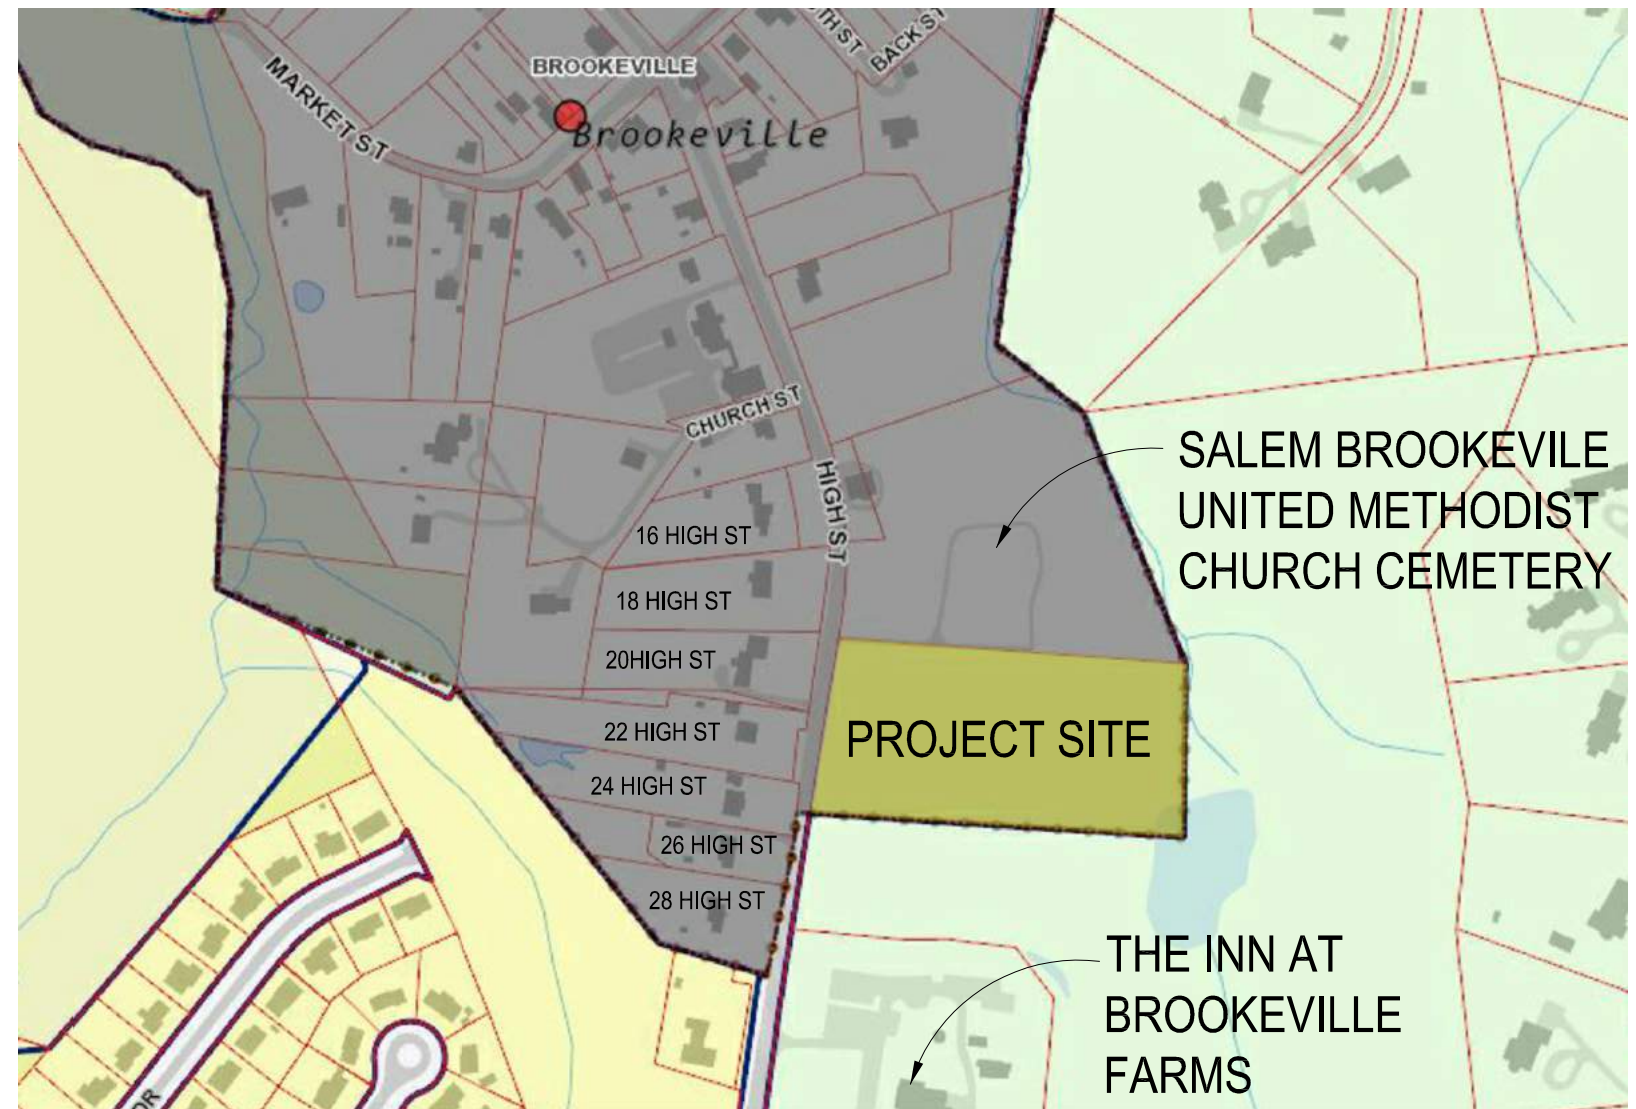 BACK ST
BROOKEVILLE
MARKET ST
Brookeville
CHURCH ST
HIGH ST
SALEM BROOKEVILE
UNITED METHODIST
CHURCH CEMETERY
16 HIGH ST
18 HIGH ST
20HIGH ST
22 HIGH ST
24 HIGH ST
26 HIGH ST
28 HIGH ST
PROJECT SITE
THE INN AT
BROOKEVILLE
FARMS
DR